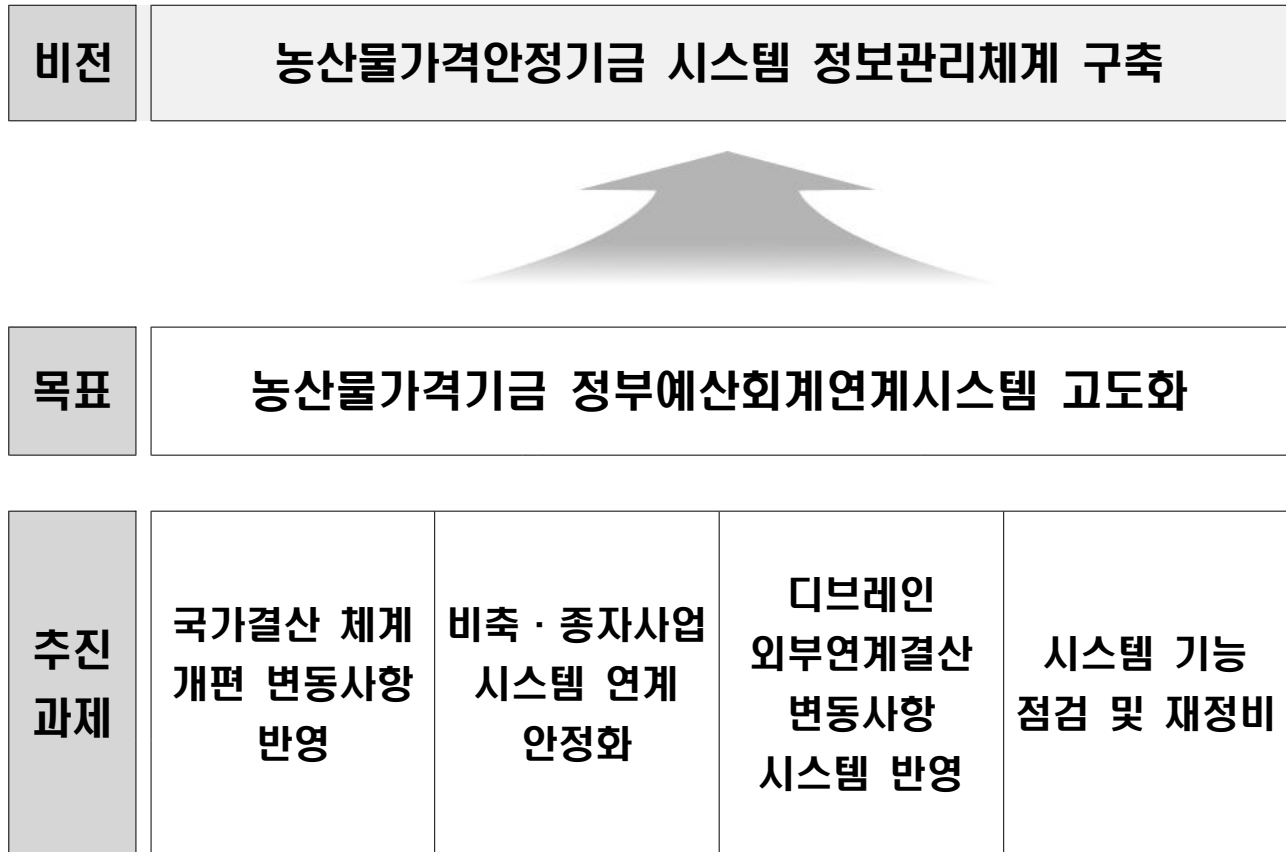 비전
농산물가격안정기금 시스템 정보관리체계 구축
목표
농산물가격기금 정부예산회계연계시스템 고도화
추진
과제
국가결산 체계
개편 변동사항
반영
비축·종자사업
시스템 연계
안정화
디브레인
외부연계결산
변동사항
시스템 반영
시스템 기능
점검 및 재정비